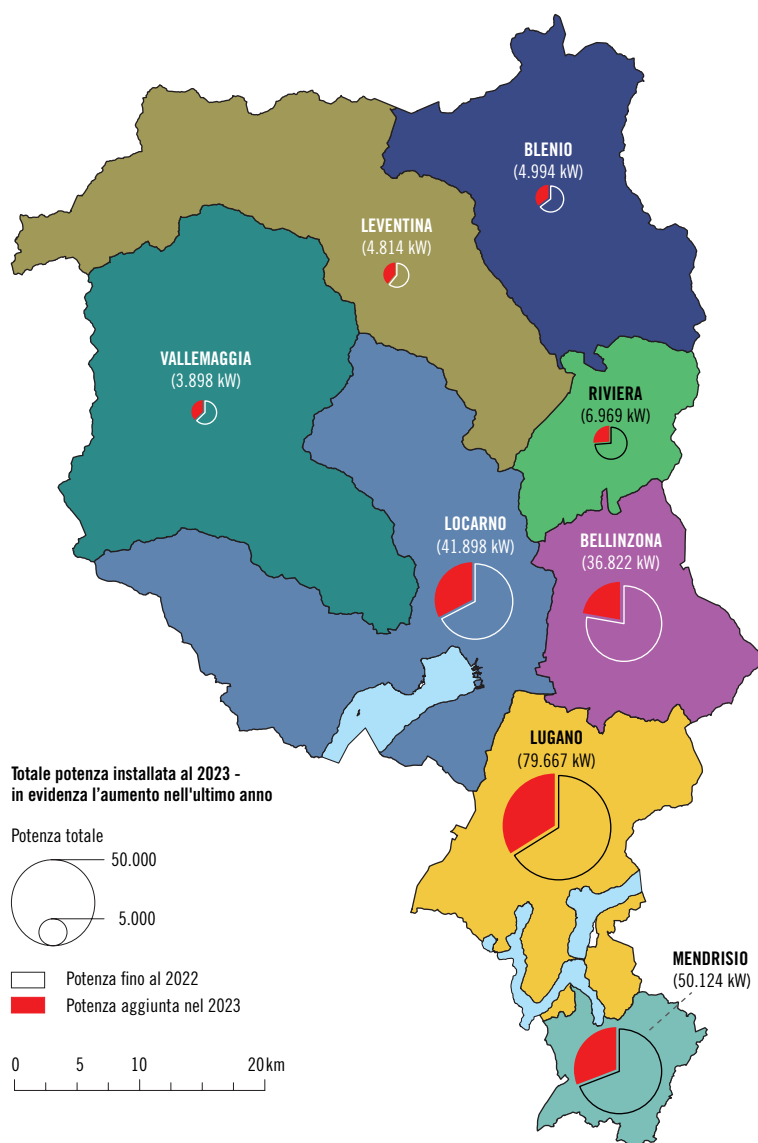 BLENIO
(4.994 kW)
LEVENTINA
(4.814 kW)
VALLEMAGGIA
(3.898 kW)
RIVIERA
(6.969 kW)
LOCARNO
(41.898 kW)
BELLINZONA
(36.822 kW)
LUGANO
(79.667 kW)
MENDRISIO
(50.124 kW)
Totale potenza installata al 2023 -
in evidenza l'aumento nell'ultimo anno
Potenza totale
50.000
5.000
Potenza fino al 2022
Potenza aggiunta nel 2023
0 5 10 20 km